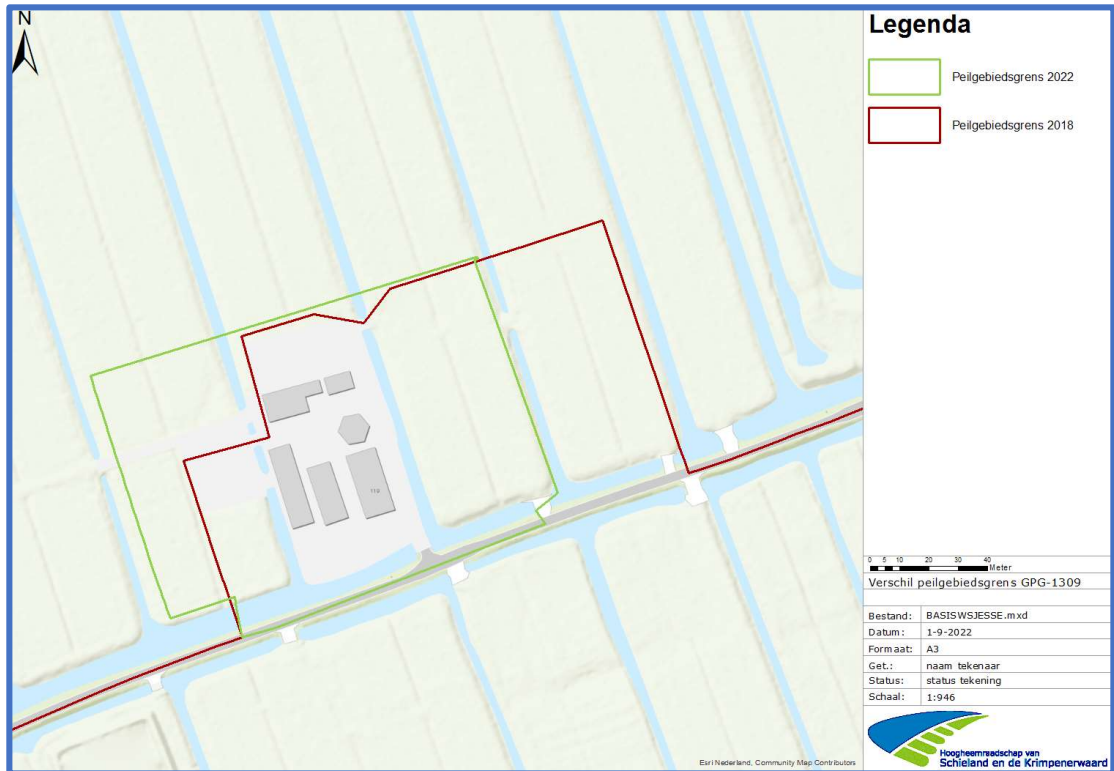 N
Legenda
Peilgebiedsgrens 2022
Peilgebiedsgrens 2018
0 5 10 20 30 40
Meter
Verschil peilgebiedsgrens GPG-1309
Bestand: BASISWSJESSE.mxd
Datum: 1-9-2022
Formaat: A3
Get.: naam tekenaar
Status: status tekening
Schaal: 1:946
Hoogheemraadschap van
Schieland en de Krimpenerwaard
Esri Nederland, Community Map Contributors